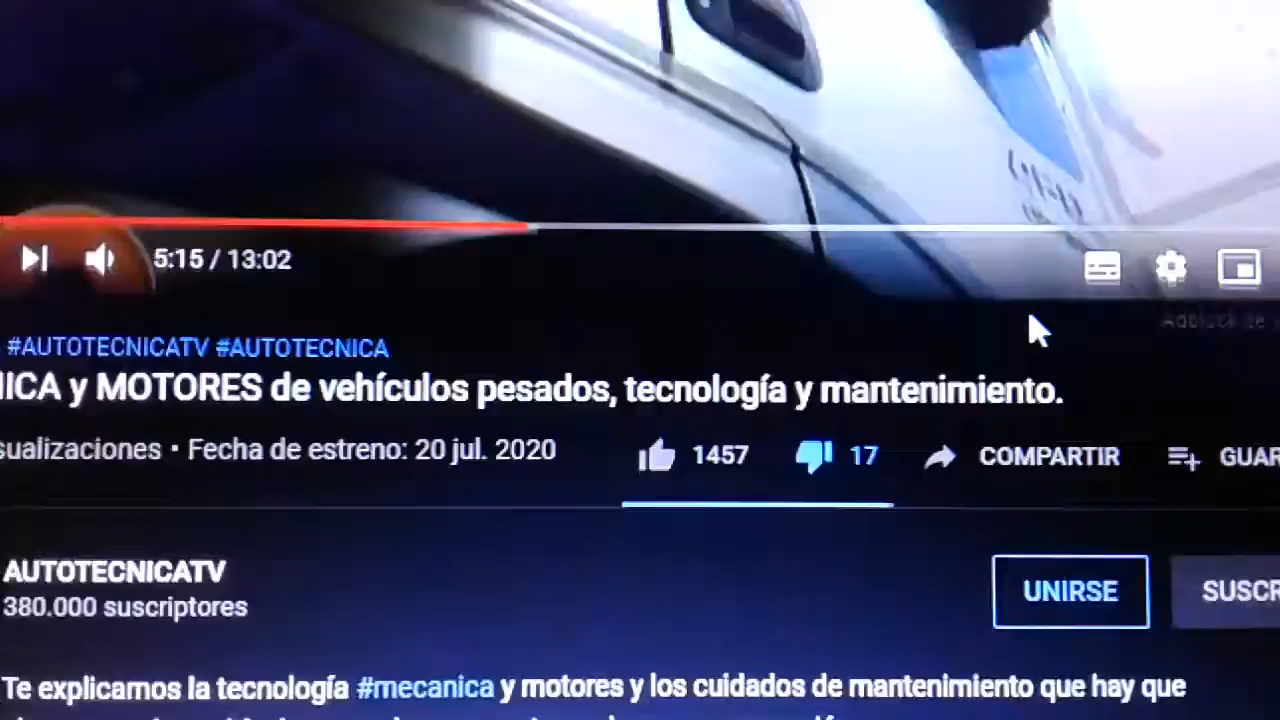 5:15 / 13:02
#AUTOTECNICATV #AUTOTECNICA
NICA y MOTORES de vehículos pesados, tecnología y mantenimiento.
sualizaciones • Fecha de estreno: 20 jul. 2020
1457 17 COMPARTIR GUAR
AUTOTECNICATV
380.000 suscriptores
UNIRSE SUSCR
Te explicamos la tecnología #mecanica y motores y los cuidados de mantenimiento que hay que